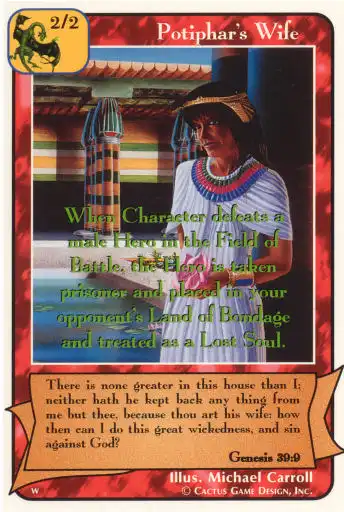 2/2
Potiphar's Wife
When Character defeats a
male Hero in the Field of
Battle, the Hero is taken
prisoner and placed in your
opponent's Land of Bondage
and treated as a Lost Soul.
There is none greater in this house than I;
neither hath he kept back any thing from
me but thee, because thou art his wife: how
then can I do this great wickedness, and sin
against God?
Genesis 39:9
Illus. Michael Carroll
W
© Cactus Game Design, Inc.